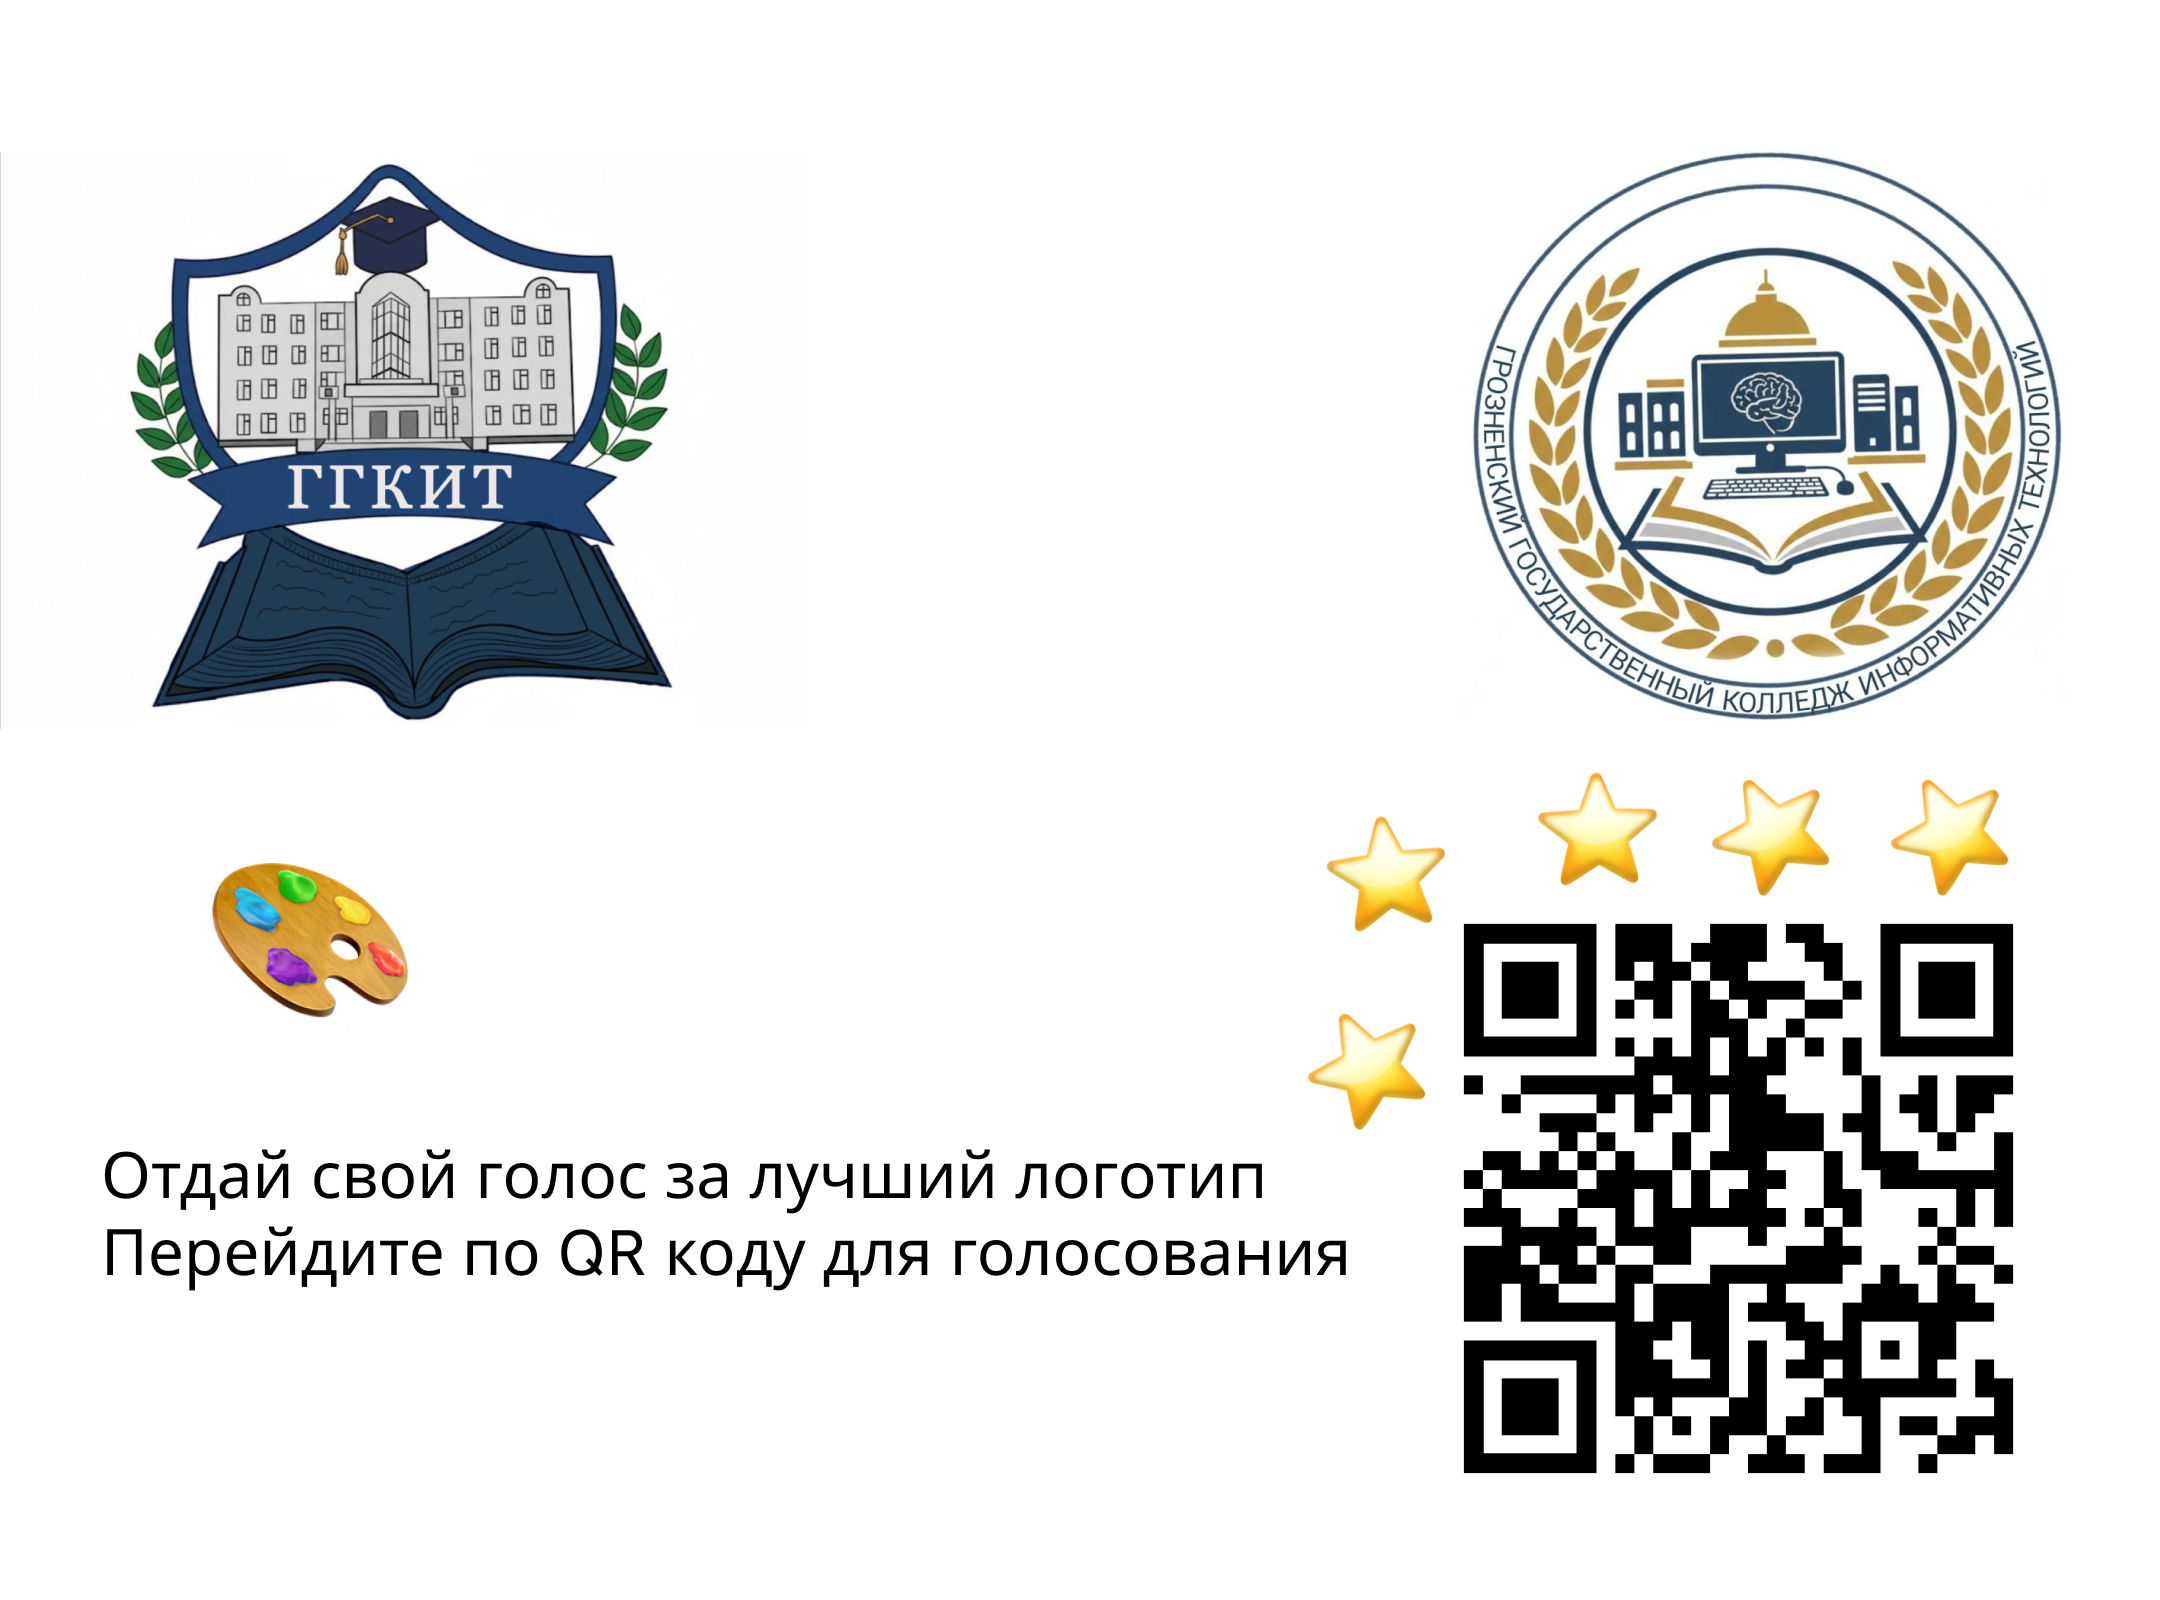 ГГКИТ
ГРОЗНЕНСКИЙ ГОСУДАРСТВЕННЫЙ КОЛЛЕДЖ ИНФОРМАТИВНЫХ ТЕХНОЛОГИЙ
Отдай свой голос за лучший логотип
Перейдите по QR коду для голосования